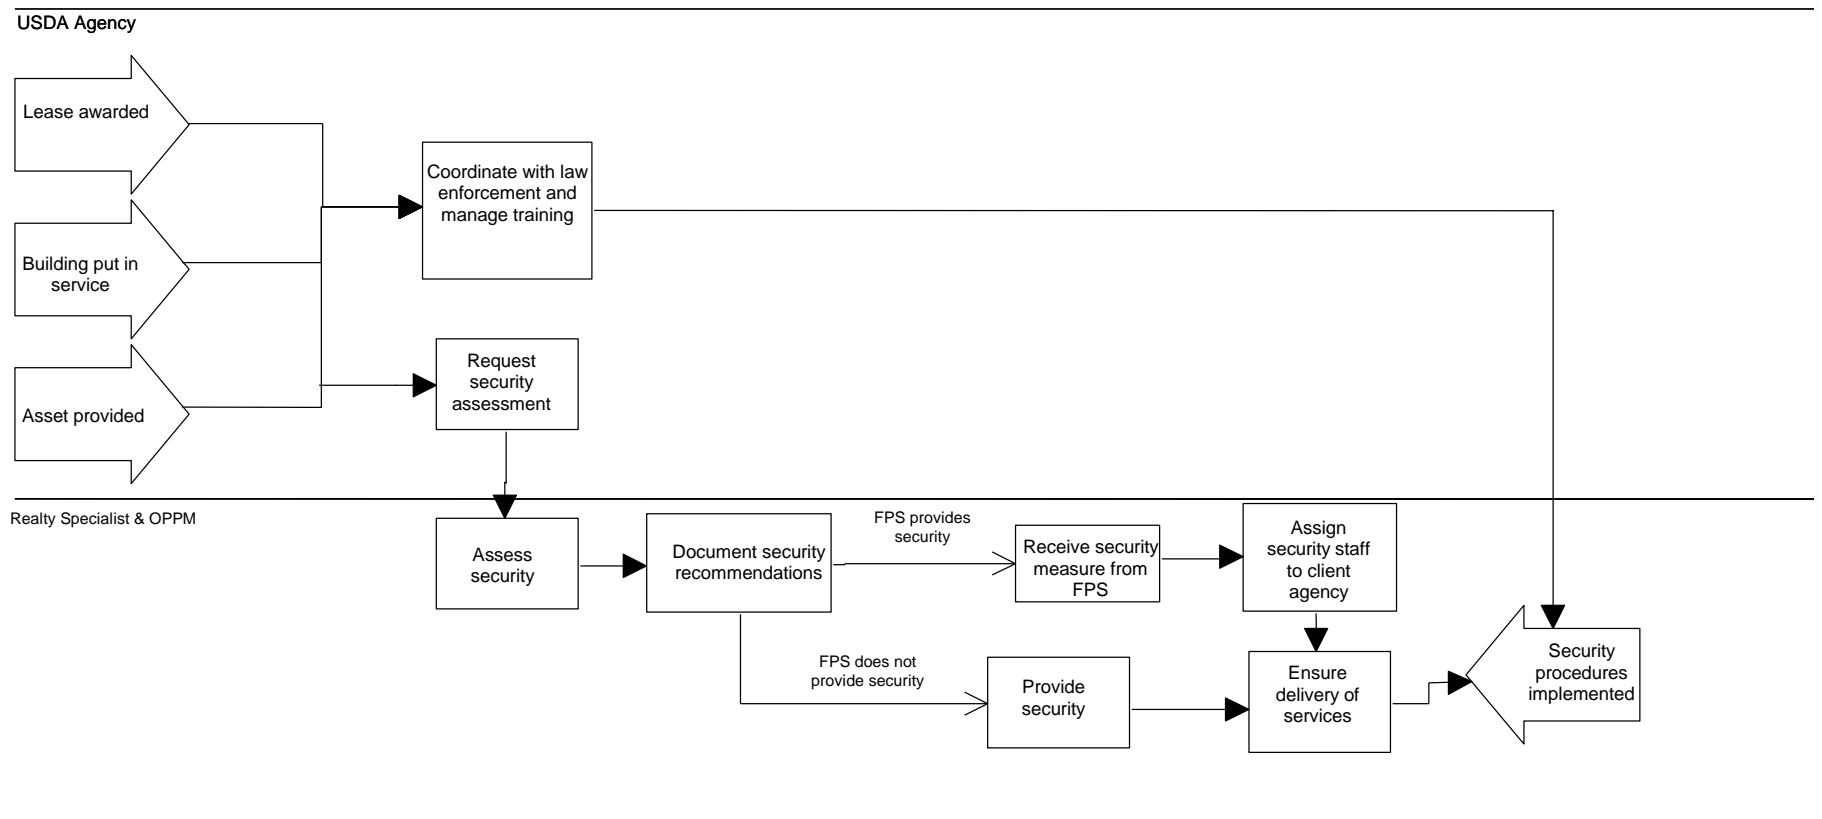 USDA Agency
Lease awarded
Coordinate with law
enforcement and
manage training
Building put in
service
Request
security
assessment
Asset provided
Realty Specialist & OPPM
Assess
security
Document security
recommendations
FPS provides
security
Receive security
measure from
FPS
Assign
security staff
to client
agency
FPS does not
provide security
Provide
security
Ensure
delivery of
services
Security
procedures
implemented